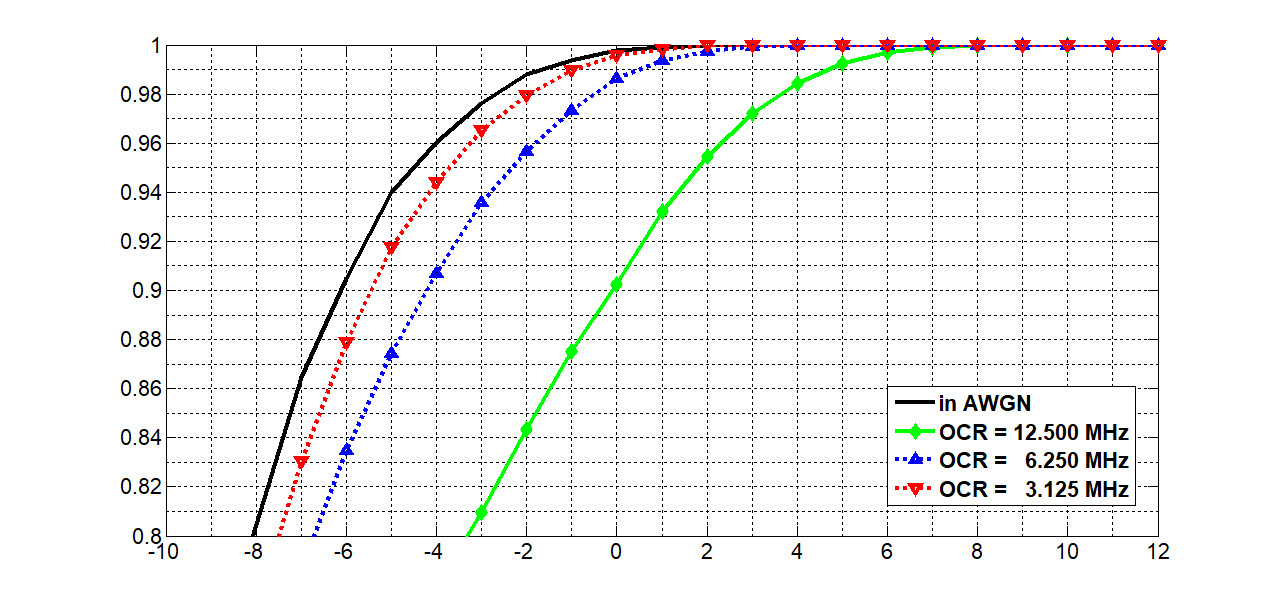 1
0.98
0.96
0.94
0.92
0.9
0.88
0.86
0.84
0.82
0.8
-10 -8 -6 -4 -2 0 2 4 6 8 10 12
in AWGN
OCR = 12.500 MHz
OCR = 6.250 MHz
OCR = 3.125 MHz